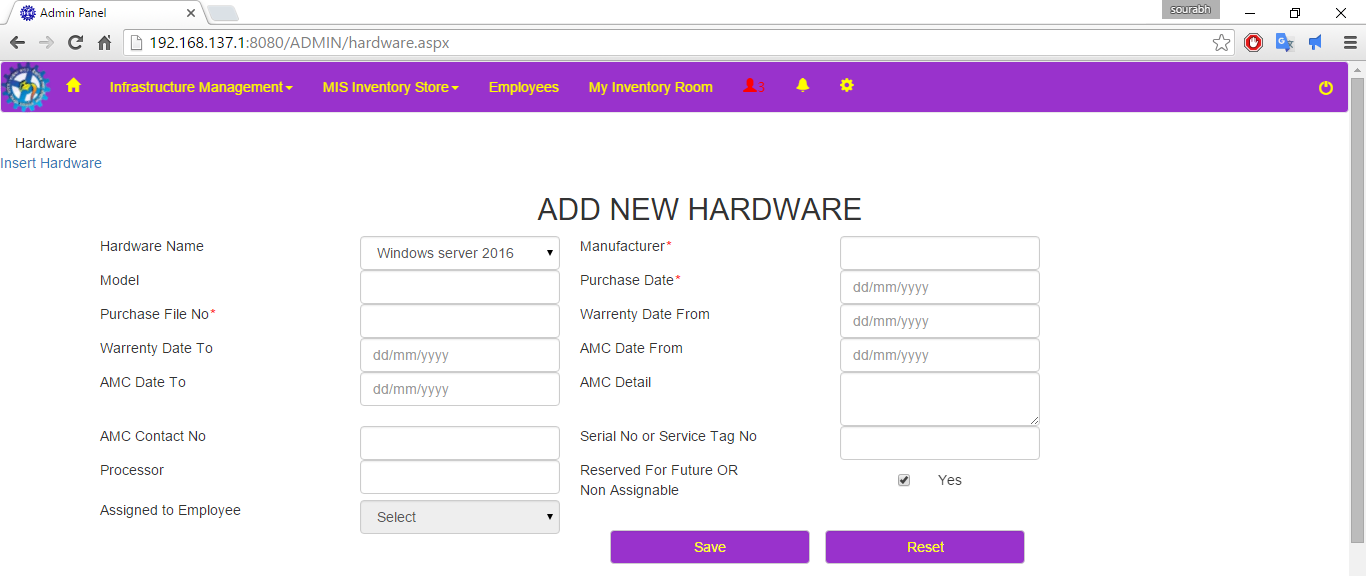 Admin Panel
sourabh
192.168.137.1:8080/ADMIN/hardware.aspx
Infrastructure Management MIS Inventory Store Employees My Inventory Room 3
Hardware
Insert Hardware
ADD NEW HARDWARE
Hardware Name Windows server 2016 Manufacturer*
Model Purchase Date* dd/mm/yyyy
Purchase File No* Warrenty Date From dd/mm/yyyy
Warrenty Date To dd/mm/yyyy AMC Date From dd/mm/yyyy
AMC Date To dd/mm/yyyy AMC Detail
AMC Contact No Serial No or Service Tag No
Processor Reserved For Future OR
Non Assignable Yes
Assigned to Employee Select
Save Reset